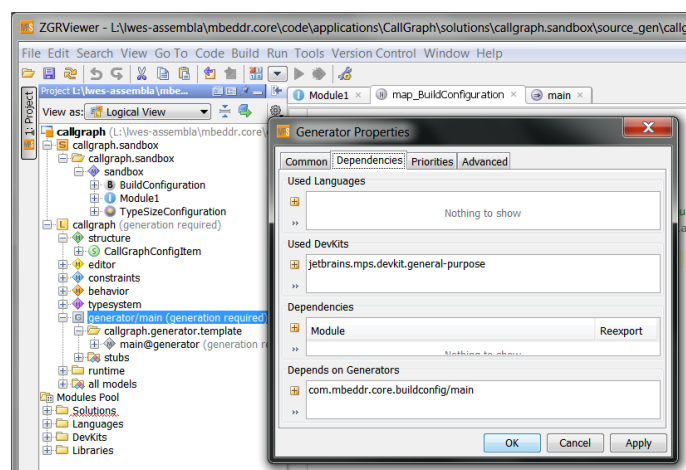 ZGRViewer - L:\lwes-assembla\mbeddr.core\code\applications\CallGraph\solutions\callgraph.sandbox\source_gen\callg
File Edit Search View Go To Code Build Run Tools Version Control Window Help
Project L:\lwes-assembla\mbe...
Module1 × map_BuildConfiguration × main ×
1: Project
View as: Logical View
callgraph (L:\lwes-assembla\mbeddr.core\
callgraph.sandbox
callgraph.sandbox
sandbox
BuildConfiguration
Module1
TypeSizeConfiguration
callgraph (generation required)
structure
CallGraphConfigItem
editor
constraints
behavior
typesystem
generator/main (generation required)
callgraph.generator.template
main@generator (generation r
stubs
runtime
all models
Modules Pool
Solutions
Languages
DevKits
Libraries
Generator Properties
Common Dependencies Priorities Advanced
Used Languages
Nothing to show
Used DevKits
jetbrains.mps.devkit.general-purpose
Dependencies
Module Reexport
Nothing to show
Depends on Generators
com.mbeddr.core.buildconfig/main
OK Cancel Apply